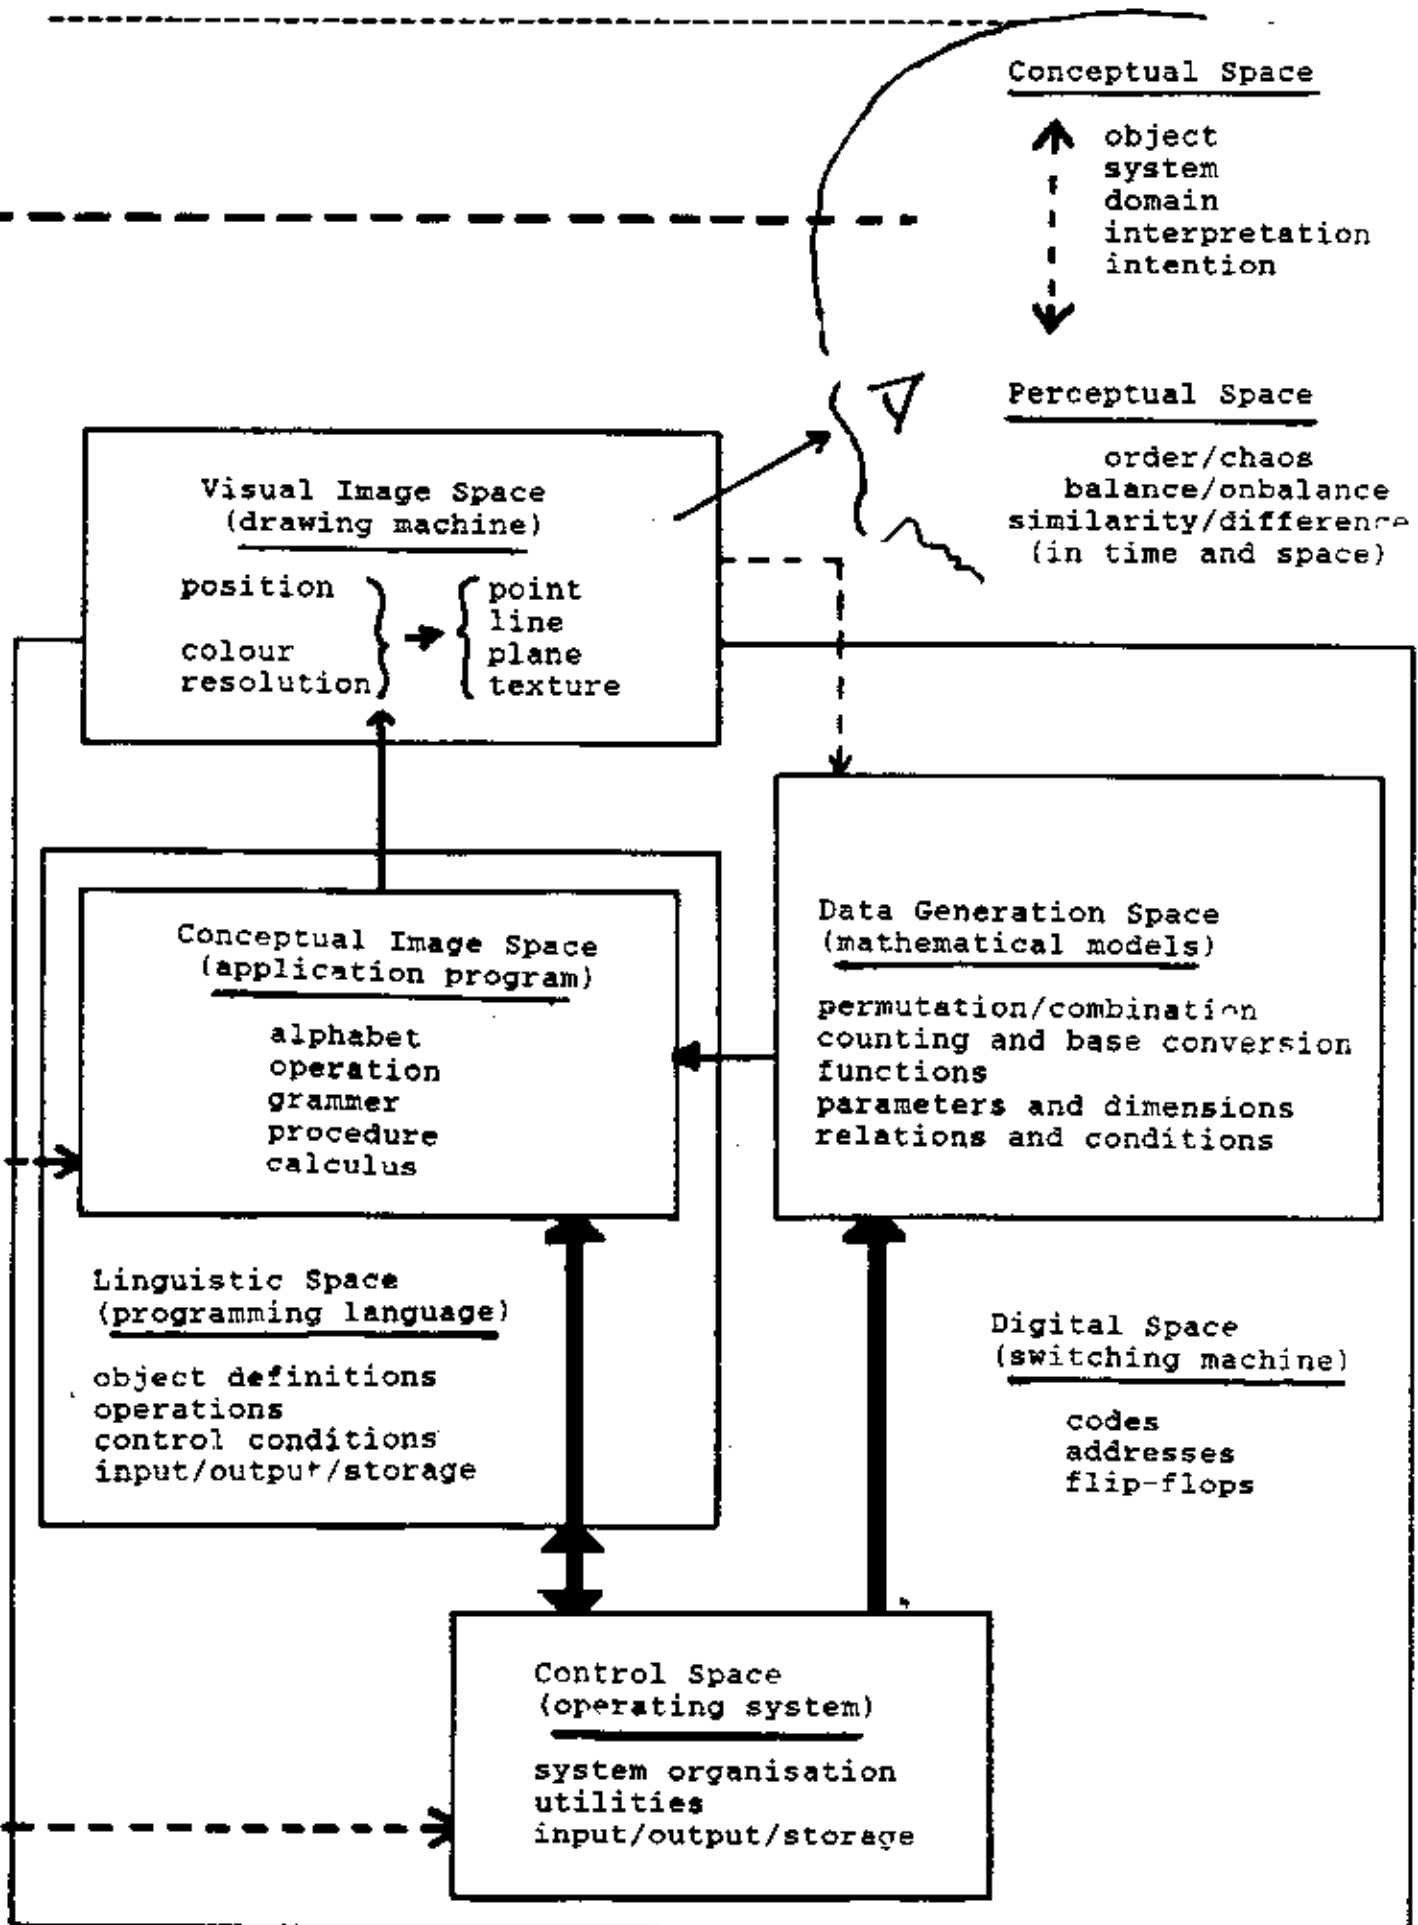 Conceptual Space
object
system
domain
interpretation
intention
Perceptual Space
order/chaos
balance/onbalance
similarity/difference
(in time and space)
Visual Image Space
(drawing machine)
position
colour
resolution
point
line
plane
texture
Conceptual Image Space
(application program)
alphabet
operation
grammer
procedure
calculus
Data Generation Space
(mathematical models)
permutation/combination
counting and base conversion
functions
parameters and dimensions
relations and conditions
Linguistic Space
(programming language)
object definitions
operations
control conditions
input/output/storage
Digital Space
(switching machine)
codes
addresses
flip-flops
Control Space
(operating system)
system organisation
utilities
input/output/storage